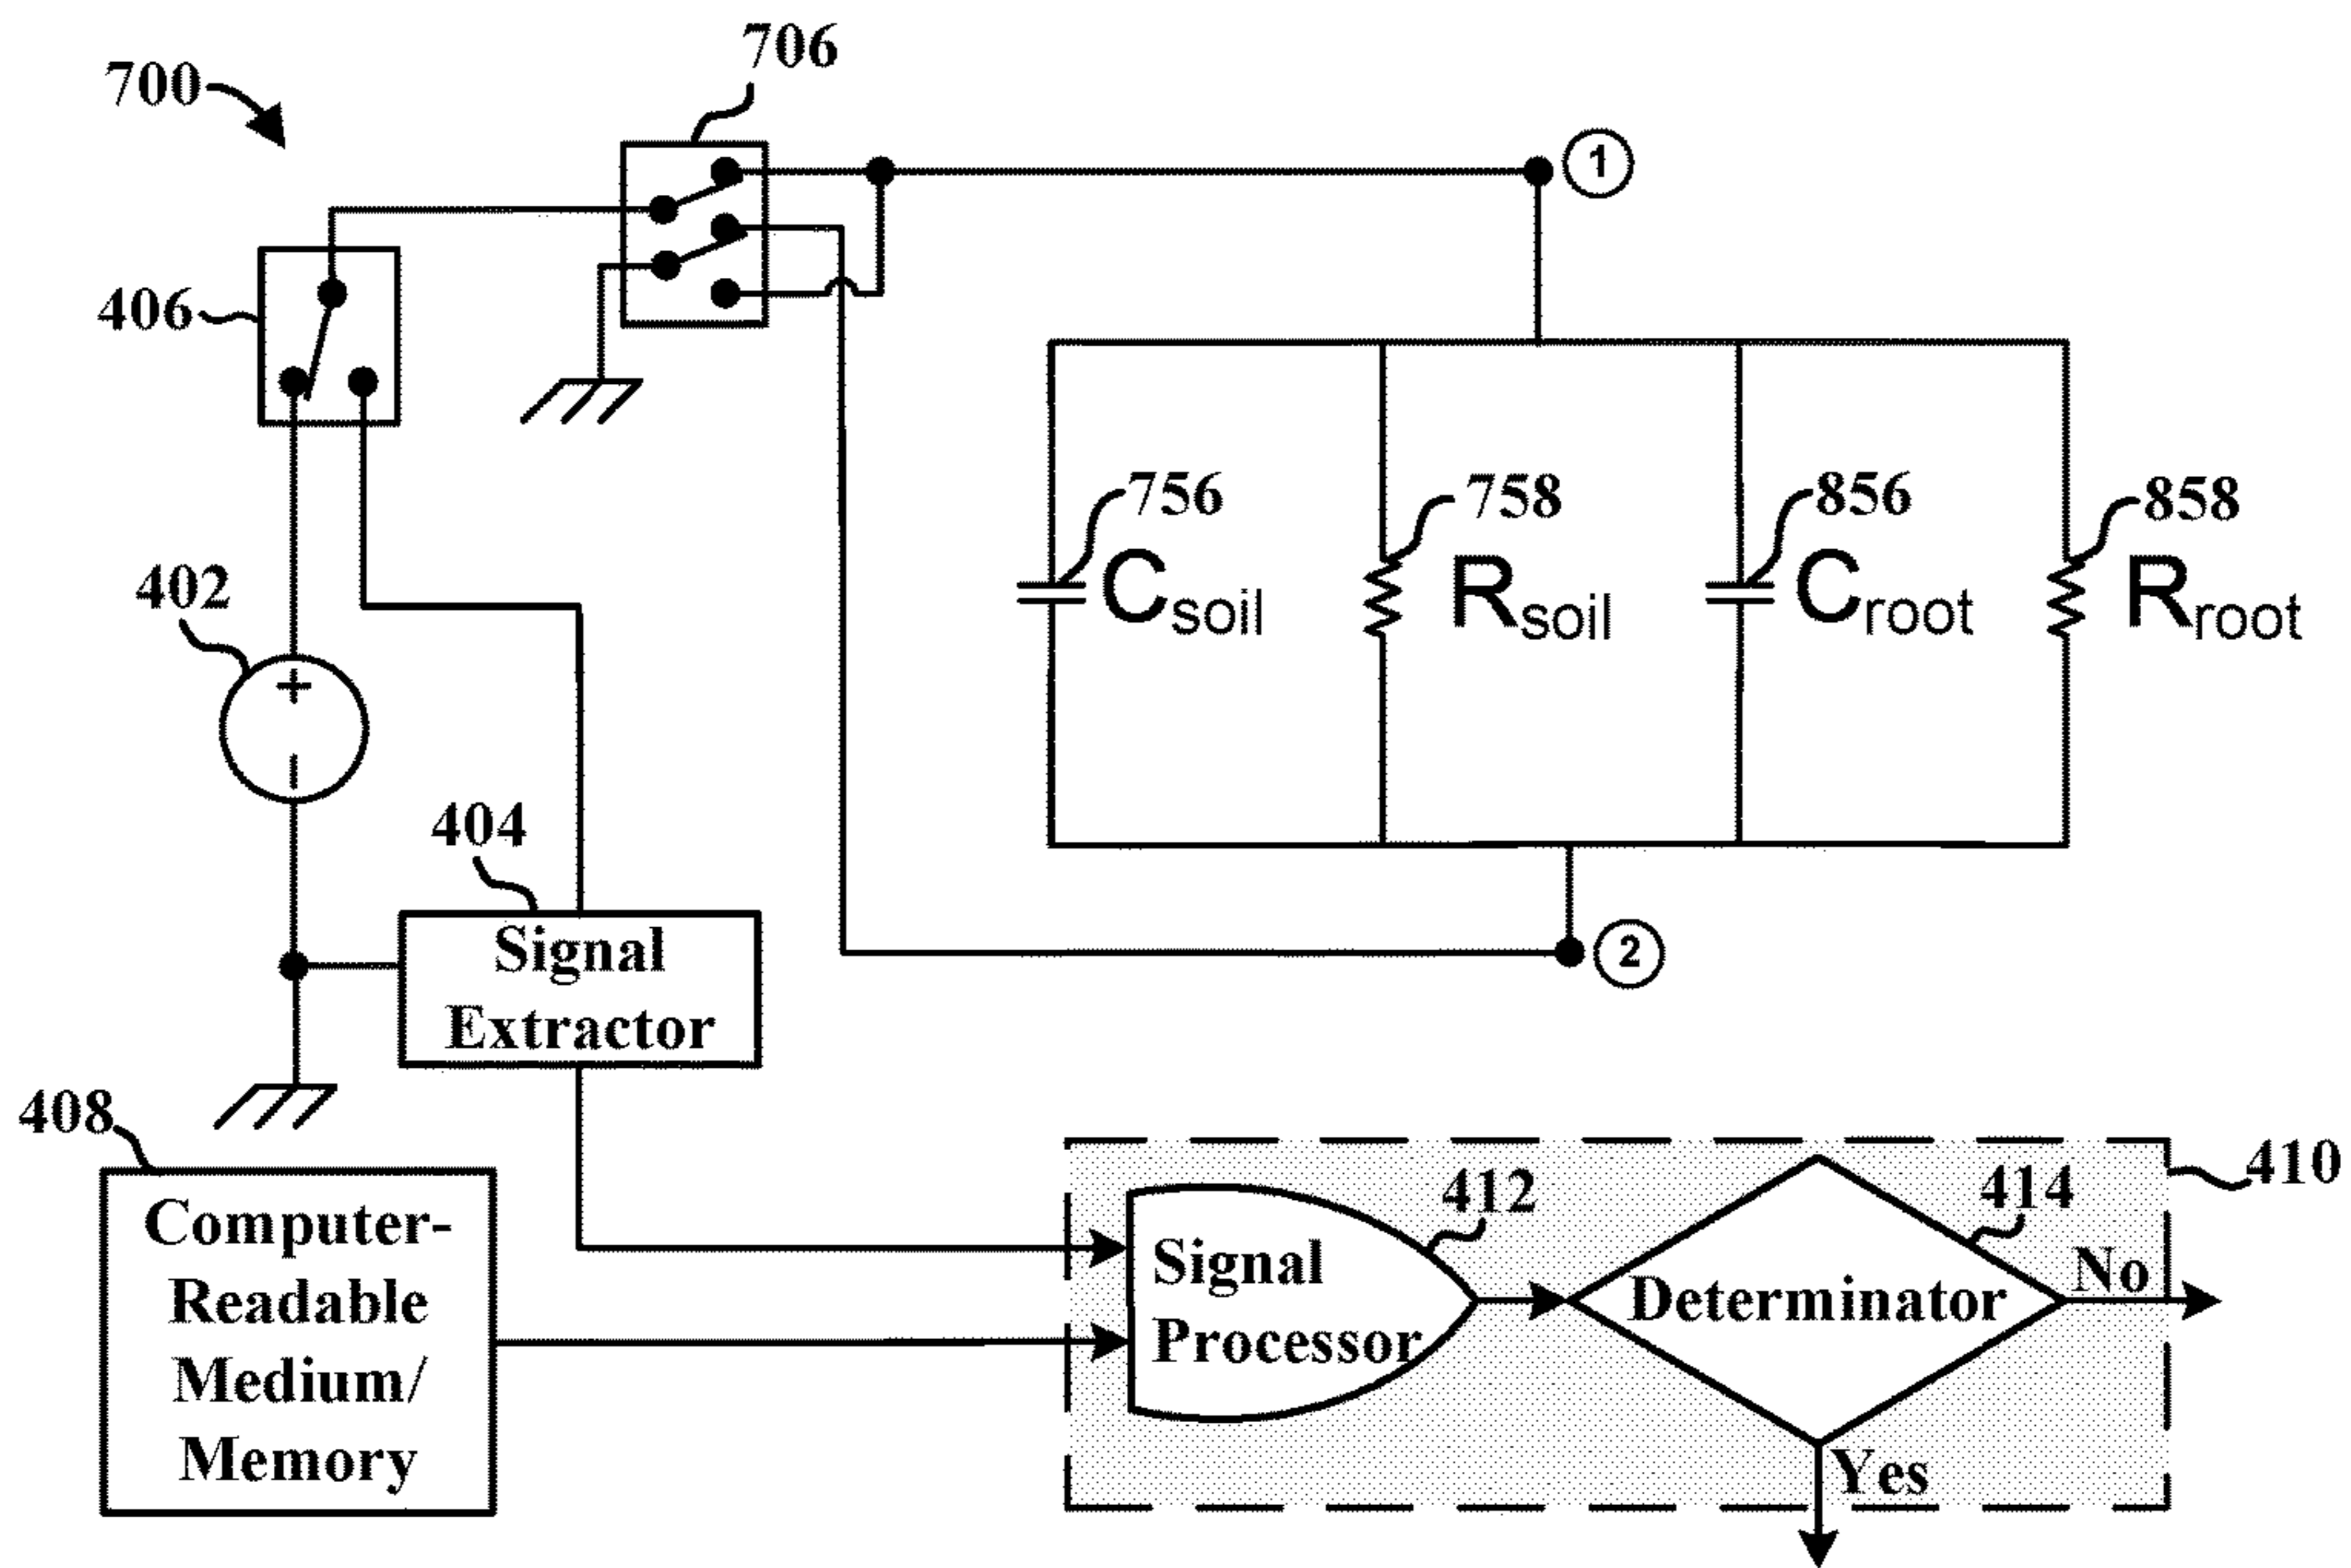 700
706
1
406
756
758
856
858
Csoil
Rsoil
Croot
Rroot
402
+
-
404
Signal
Extractor
2
408
Computer-
Readable
Medium/
Memory
410
412
414
Signal
Processor
Determinator
No
Yes